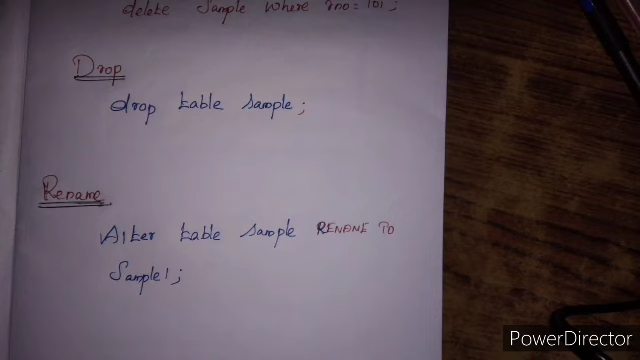 delete Sample where rno = 101 ;
Drop
drop table sample ;
Rename
Alter table sample RENAME TO
Sample1 ;
PowerDirector